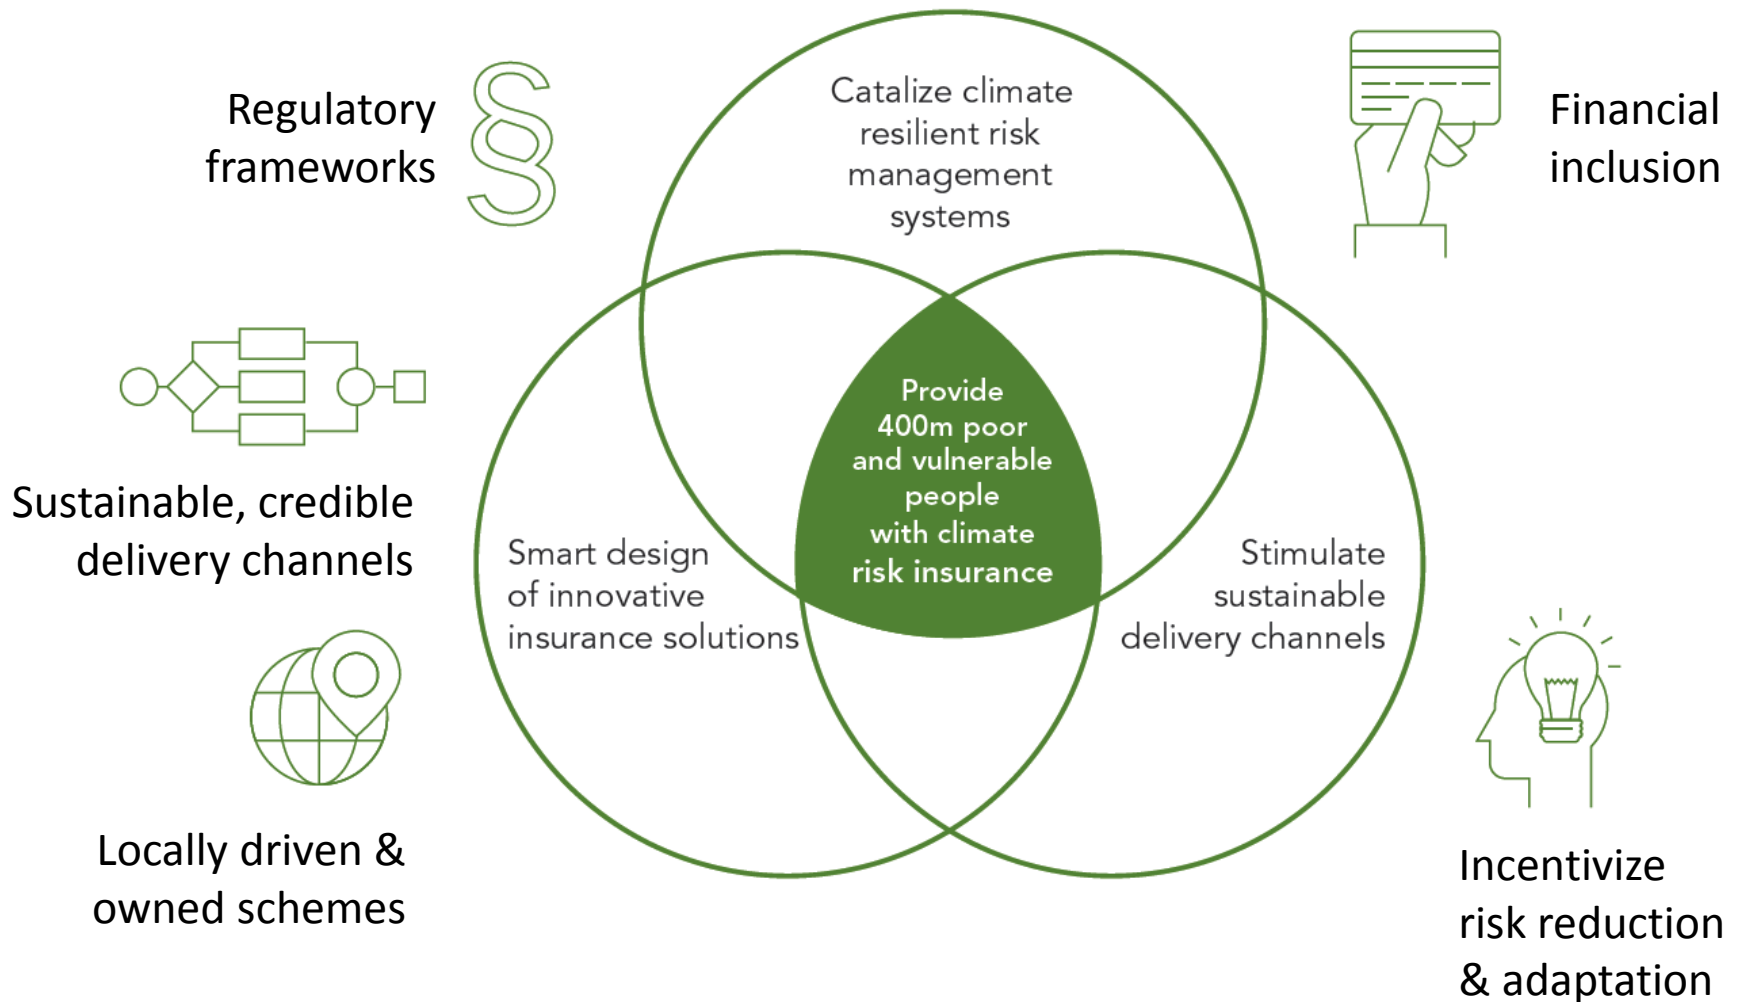 Regulatory
frameworks
Catalize climate
resilient risk
management
systems
Financial
inclusion
Sustainable, credible
delivery channels
Provide
400m poor
and vulnerable
people
with climate
risk insurance
Smart design
of innovative
insurance solutions
Stimulate
sustainable
delivery channels
Locally driven &
owned schemes
Incentivize
risk reduction
& adaptation